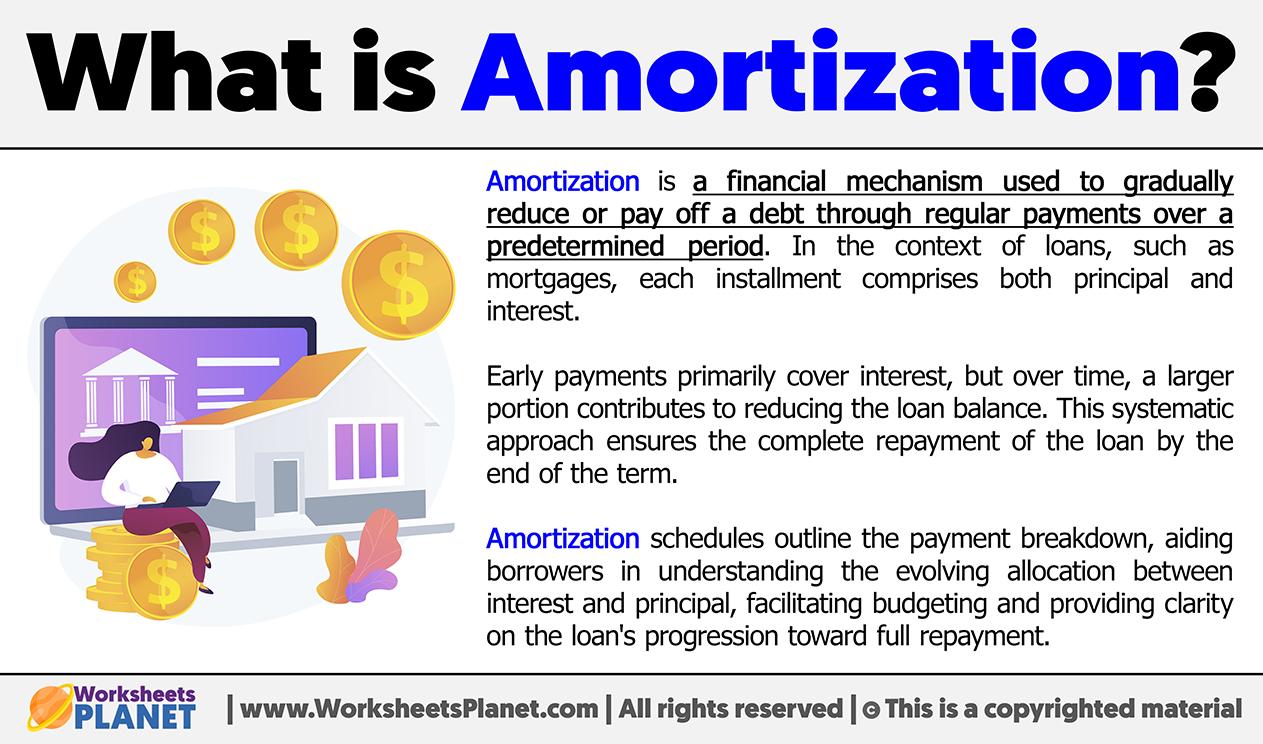 What is Amortization?
Amortization is a financial mechanism used to gradually
reduce or pay off a debt through regular payments over a
predetermined period. In the context of loans, such as
mortgages, each installment comprises both principal and
interest.
Early payments primarily cover interest, but over time, a larger
portion contributes to reducing the loan balance. This systematic
approach ensures the complete repayment of the loan by the
end of the term.
Amortization schedules outline the payment breakdown, aiding
borrowers in understanding the evolving allocation between
interest and principal, facilitating budgeting and providing clarity
on the loan's progression toward full repayment.
Worksheets
PLANET
| www.WorksheetsPlanet.com | All rights reserved | © This is a copyrighted material